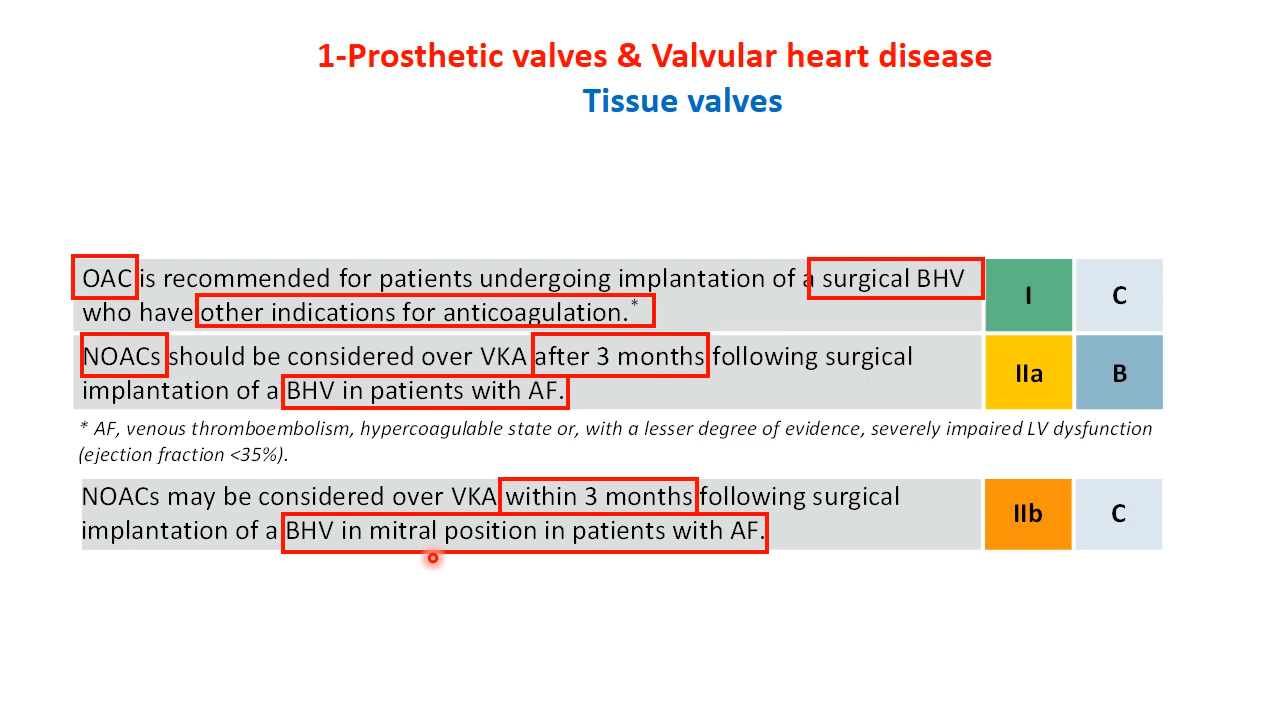 1-Prosthetic valves & Valvular heart disease
Tissue valves
OAC is recommended for patients undergoing implantation of a surgical BHV
who have other indications for anticoagulation.*
I
C
NOACs should be considered over VKA after 3 months following surgical
implantation of a BHV in patients with AF.
IIa
B
* AF, venous thromboembolism, hypercoagulable state or, with a lesser degree of evidence, severely impaired LV dysfunction
(ejection fraction <35%).
NOACs may be considered over VKA within 3 months following surgical
implantation of a BHV in mitral position in patients with AF.
IIb
C